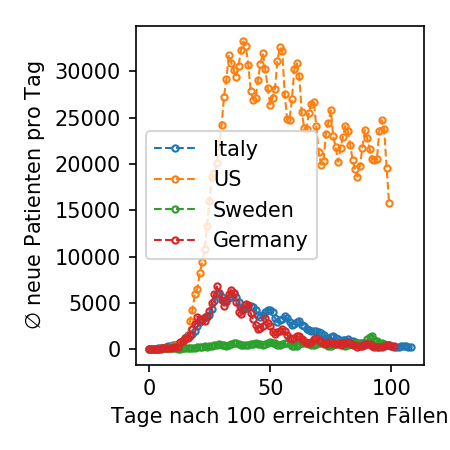 ∅ neue Patienten pro Tag
30000
25000
20000
15000
10000
5000
0
Italy
US
Sweden
Germany
0 50 100
Tage nach 100 erreichten Fällen